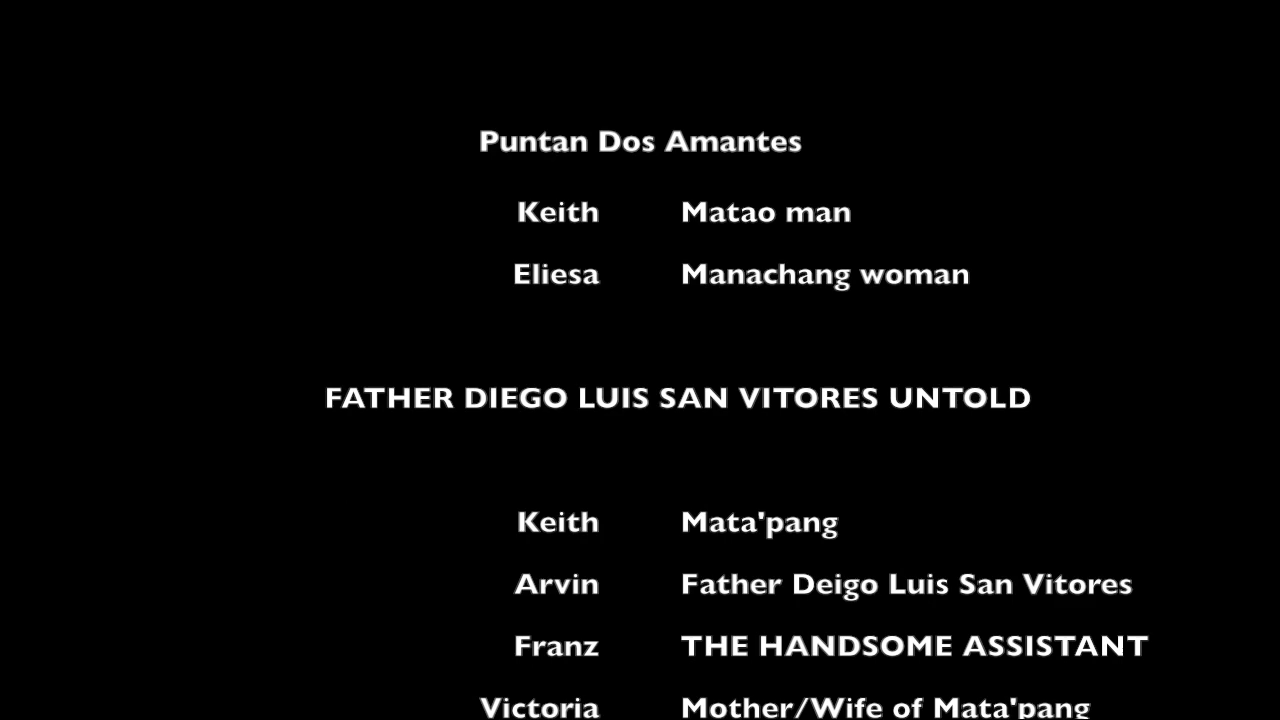 Puntan Dos Amantes
Keith Matao man
Eliesa Manachang woman
FATHER DIEGO LUIS SAN VITORES UNTOLD
Keith Mata'pang
Arvin Father Deigo Luis San Vitores
Franz THE HANDSOME ASSISTANT
Victoria Mother/Wife of Mata'pang